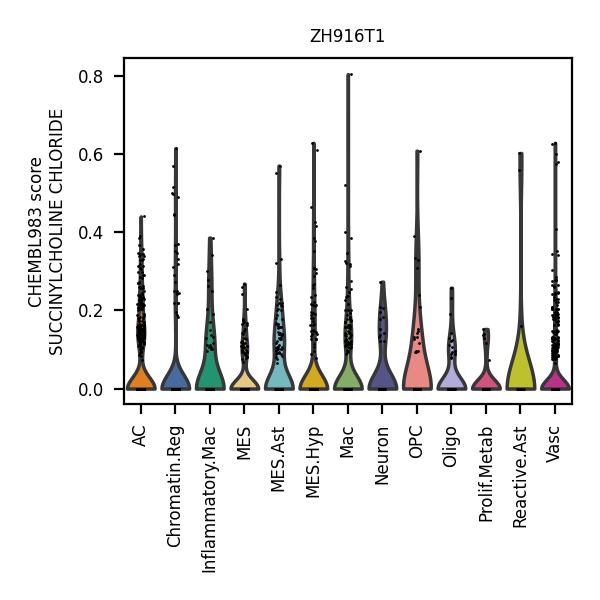 ZH916T1
CHEMBL983 score
SUCCINYLCHOLINE CHLORIDE
0.8
0.6
0.4
0.2
0.0
AC
Chromatin.Reg
Inflammatory.Mac
MES
MES.Ast
MES.Hyp
Mac
Neuron
OPC
Oligo
Prolif.Metab
Reactive.Ast
Vasc